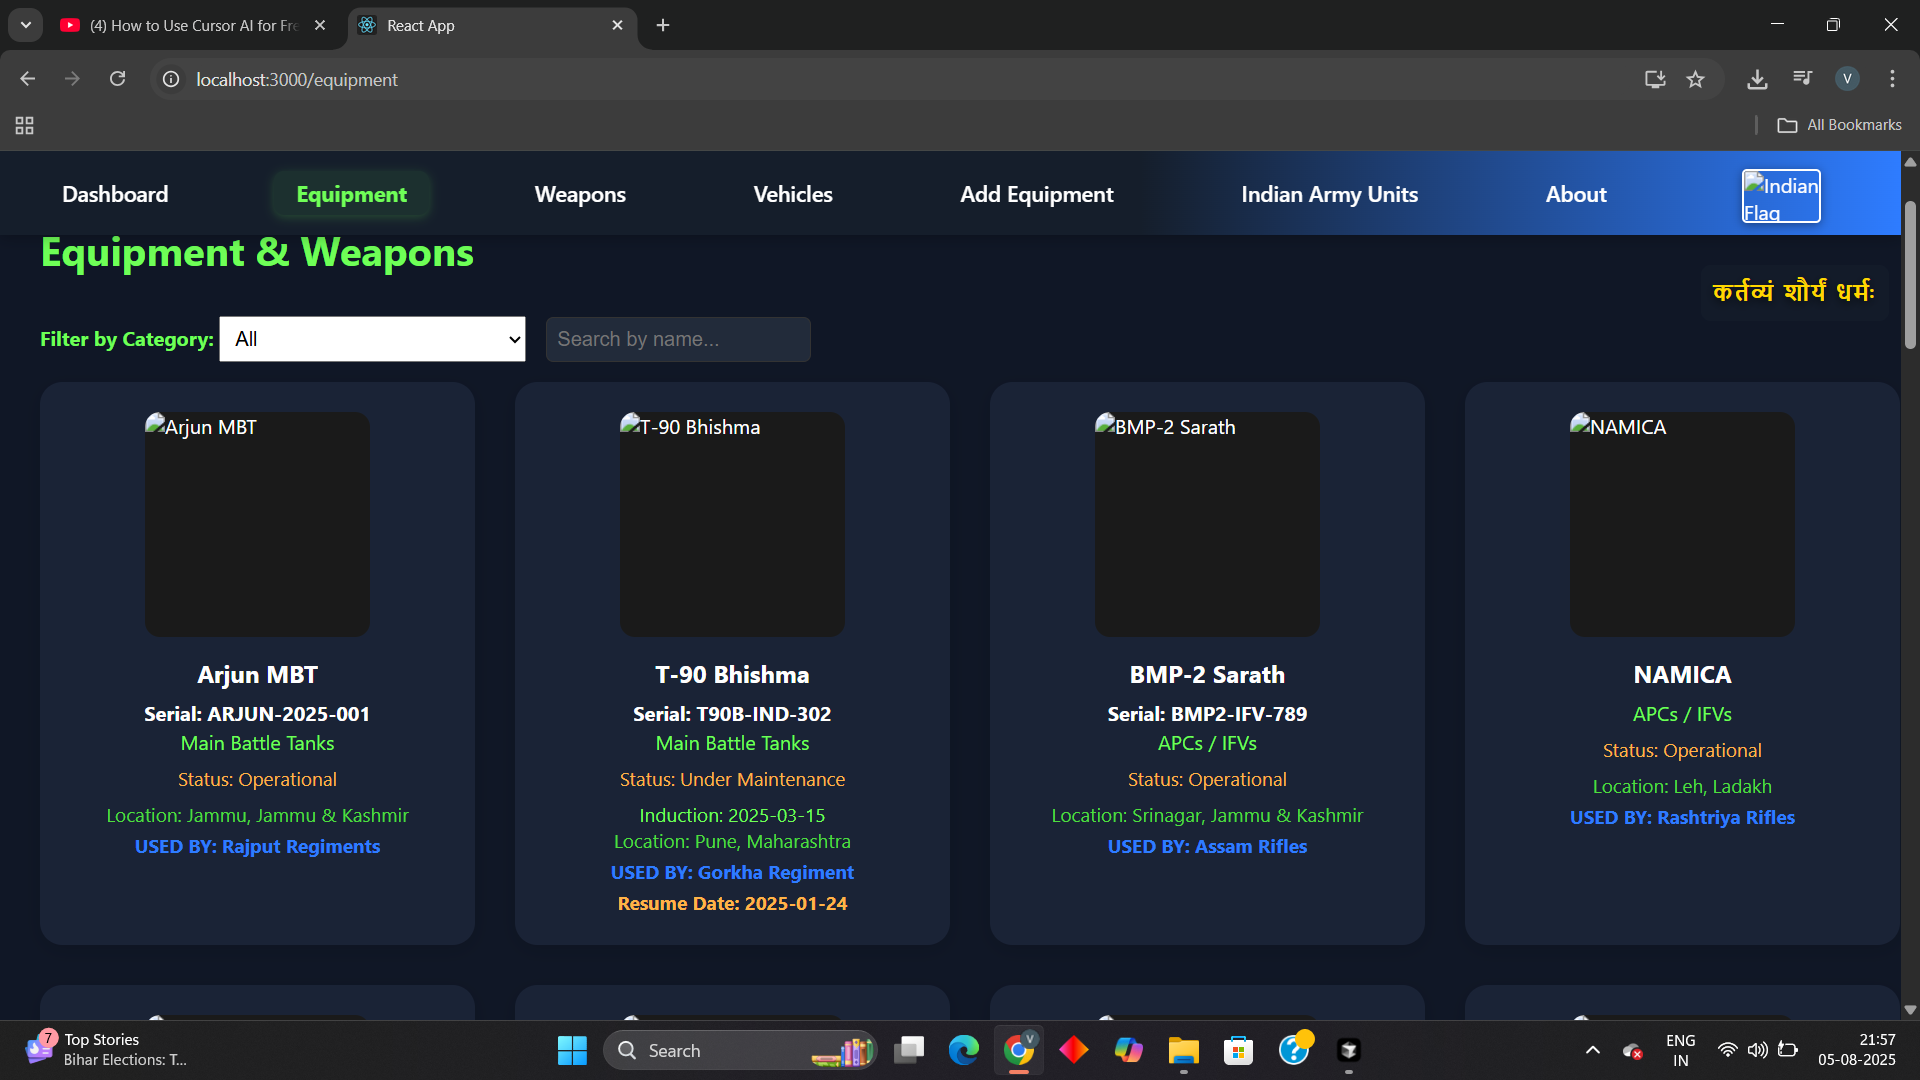 (4) How to Use Cursor AI for Fre
React App
localhost:3000/equipment
V
All Bookmarks
Dashboard
Equipment
Weapons
Vehicles
Add Equipment
Indian Army Units
About
Indian
Flag
Equipment & Weapons
कर्तव्यं शौर्यं धर्मः
Filter by Category: All
Search by name...
Arjun MBT
T-90 Bhishma
BMP-2 Sarath
NAMICA
Arjun MBT
Serial: ARJUN-2025-001
Main Battle Tanks
Status: Operational
Location: Jammu, Jammu & Kashmir
USED BY: Rajput Regiments
T-90 Bhishma
Serial: T90B-IND-302
Main Battle Tanks
Status: Under Maintenance
Induction: 2025-03-15
Location: Pune, Maharashtra
USED BY: Gorkha Regiment
Resume Date: 2025-01-24
BMP-2 Sarath
Serial: BMP2-IFV-789
APCs / IFVs
Status: Operational
Location: Srinagar, Jammu & Kashmir
USED BY: Assam Rifles
NAMICA
APCs / IFVs
Status: Operational
Location: Leh, Ladakh
USED BY: Rashtriya Rifles
7
Top Stories
Bihar Elections: T...
Search
V
ENG
IN
21:57
05-08-2025